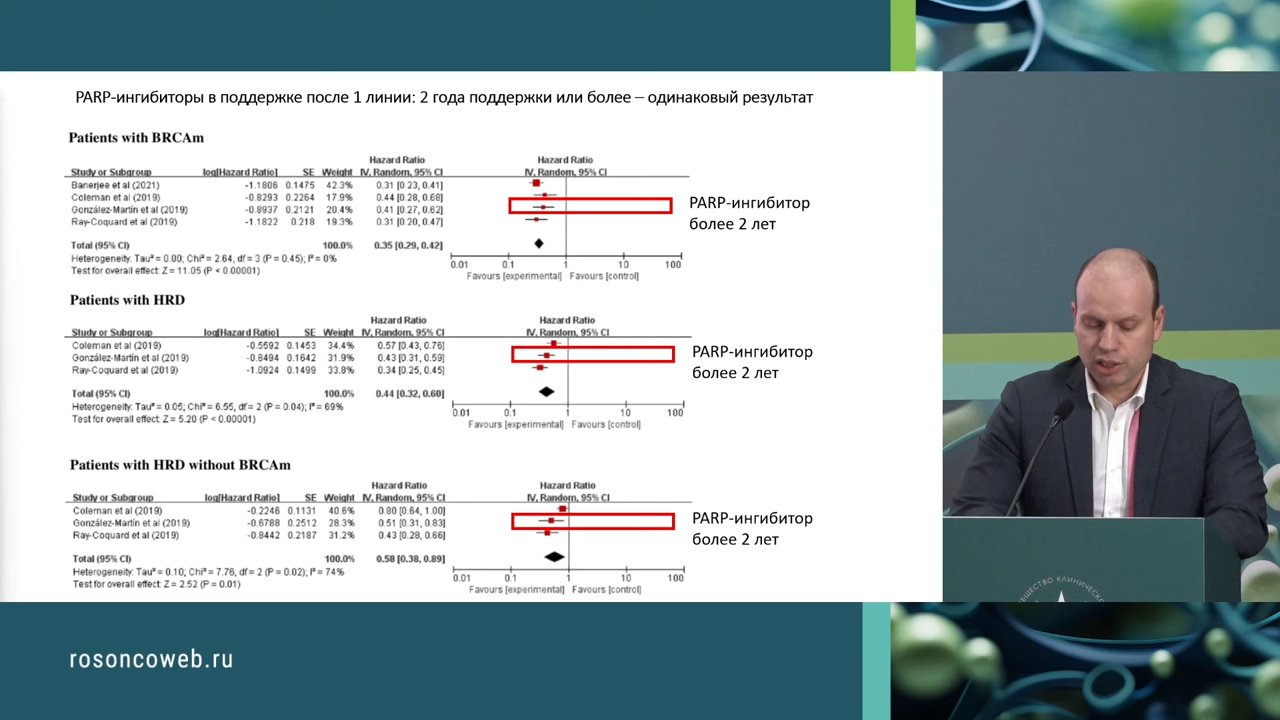 PARP-ингибиторы в поддержке после 1 линии: 2 года поддержки или более – одинаковый результат
Patients with BRCAm
Hazard Ratio Hazard Ratio
Study or Subgroup log[Hazard Ratio] SE Weight IV, Random, 95% CI IV, Random, 95% CI
Banerjee et al (2021) -1.1806 0.1475 42.3% 0.31 [0.23, 0.41]
Coleman et al (2019) -0.8293 0.2264 17.9% 0.44 [0.28, 0.68]
González-Martín et al (2019) -0.8937 0.2121 20.4% 0.41 [0.27, 0.62]
Ray-Coquard et al (2019) -1.1822 0.218 19.3% 0.31 [0.20, 0.47]
PARP-ингибитор
более 2 лет
Total (95% CI) 100.0% 0.35 [0.29, 0.42]
Heterogeneity: Tau² = 0.00; Chi² = 2.64, df = 3 (P = 0.45); I² = 0%
Test for overall effect: Z = 11.05 (P < 0.00001)
0.01 0.1 1 10 100
Favours [experimental] Favours [control]
Patients with HRD
Hazard Ratio Hazard Ratio
Study or Subgroup log[Hazard Ratio] SE Weight IV, Random, 95% CI IV, Random, 95% CI
Coleman et al (2019) -0.5592 0.1453 34.4% 0.57 [0.43, 0.76]
González-Martín et al (2019) -0.8494 0.1642 31.9% 0.43 [0.31, 0.59]
Ray-Coquard et al (2019) -1.0924 0.1499 33.8% 0.34 [0.25, 0.45]
PARP-ингибитор
более 2 лет
Total (95% CI) 100.0% 0.44 [0.32, 0.60]
Heterogeneity: Tau² = 0.05; Chi² = 6.55, df = 2 (P = 0.04); I² = 69%
Test for overall effect: Z = 5.20 (P < 0.00001)
0.01 0.1 1 10 100
Favours [experimental] Favours [control]
Patients with HRD without BRCAm
Hazard Ratio Hazard Ratio
Study or Subgroup log[Hazard Ratio] SE Weight IV, Random, 95% CI IV, Random, 95% CI
Coleman et al (2019) -0.2246 0.1131 40.6% 0.80 [0.64, 1.00]
González-Martín et al (2019) -0.6788 0.2512 28.3% 0.51 [0.31, 0.83]
Ray-Coquard et al (2019) -0.8442 0.2187 31.2% 0.43 [0.28, 0.66]
PARP-ингибитор
более 2 лет
Total (95% CI) 100.0% 0.58 [0.38, 0.89]
Heterogeneity: Tau² = 0.10; Chi² = 7.76, df = 2 (P = 0.02); I² = 74%
Test for overall effect: Z = 2.52 (P = 0.01)
0.01 0.1 1 10 100
Favours [experimental] Favours [control]
rosoncoweb.ru